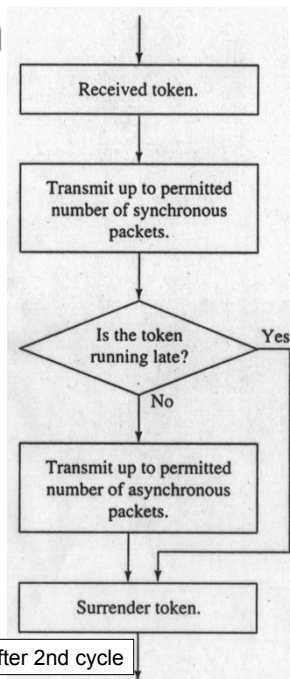 Received token.
Transmit up to permitted
number of synchronous
packets.
Is the token
running late?
Yes
No
Transmit up to permitted
number of asynchronous
packets.
Surrender token.
fter 2nd cycle